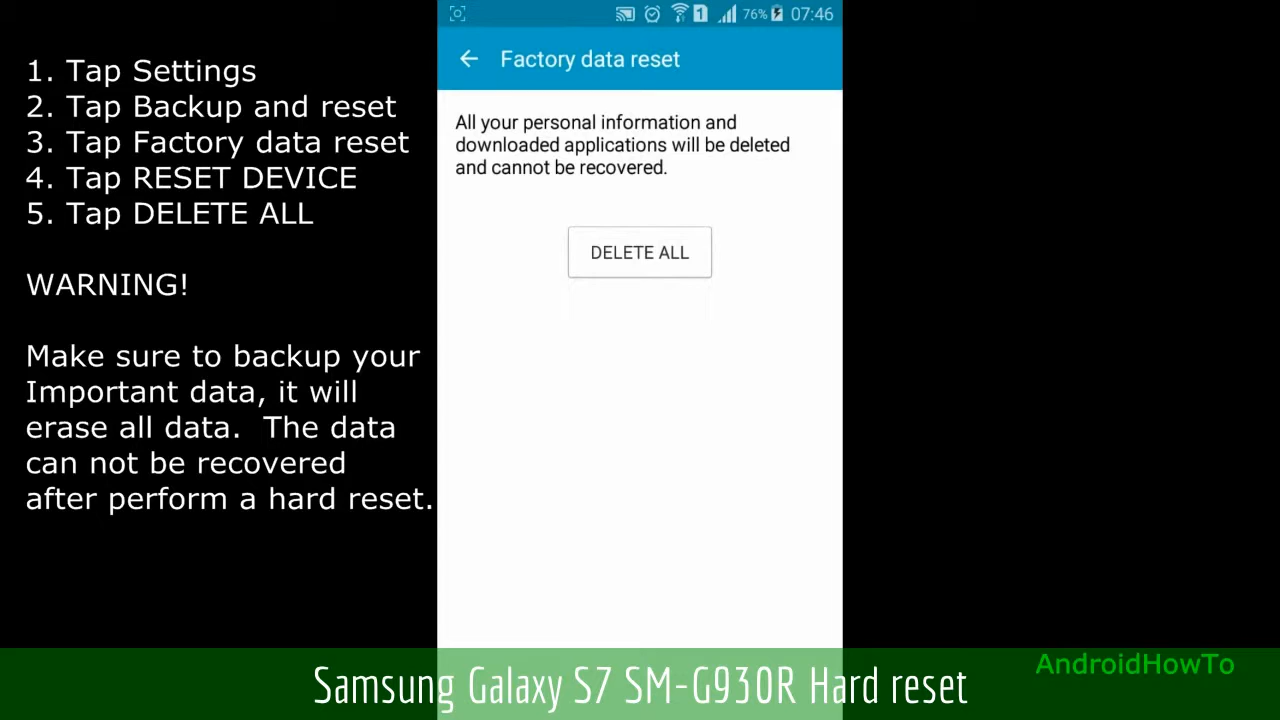 1. Tap Settings
2. Tap Backup and reset
3. Tap Factory data reset
4. Tap RESET DEVICE
5. Tap DELETE ALL
WARNING!
Make sure to backup your
Important data, it will
erase all data.  The data
can not be recovered
after perform a hard reset.
1 76% 07:46
Factory data reset
All your personal information and
downloaded applications will be deleted
and cannot be recovered.
DELETE ALL
AndroidHowTo
Samsung Galaxy S7 SM-G930R Hard reset